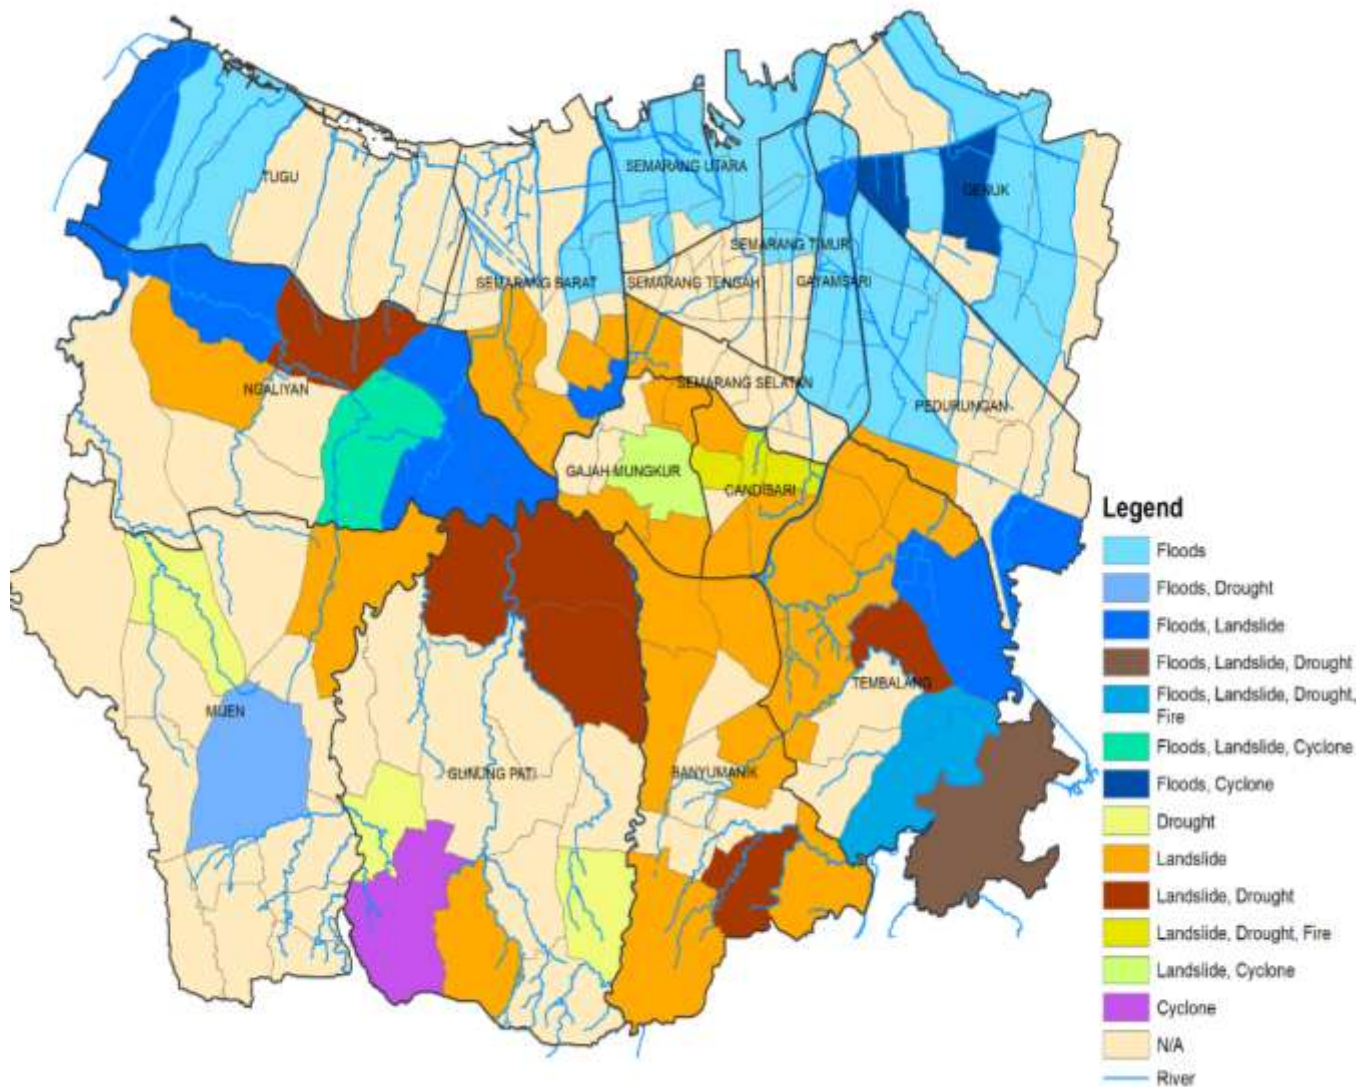 SEMARANG UTARA
TUGU
GENUK
SEMARANG TIMUR
SEMARANG BARAT
SEMARANG TENGAH
GAYAMSARI
NGALIYAN
SEMARANG SELATAN
PEDURUNGAN
GAJAH MUNGKUR
CANDISARI
MIJEN
TEMBALANG
GUNUNG PATI
BANYUMANIK
Legend
Floods
Floods, Drought
Floods, Landslide
Floods, Landslide, Drought
Floods, Landslide, Drought,
Fire
Floods, Landslide, Cyclone
Floods, Cyclone
Drought
Landslide
Landslide, Drought
Landslide, Drought, Fire
Landslide, Cyclone
Cyclone
N/A
River